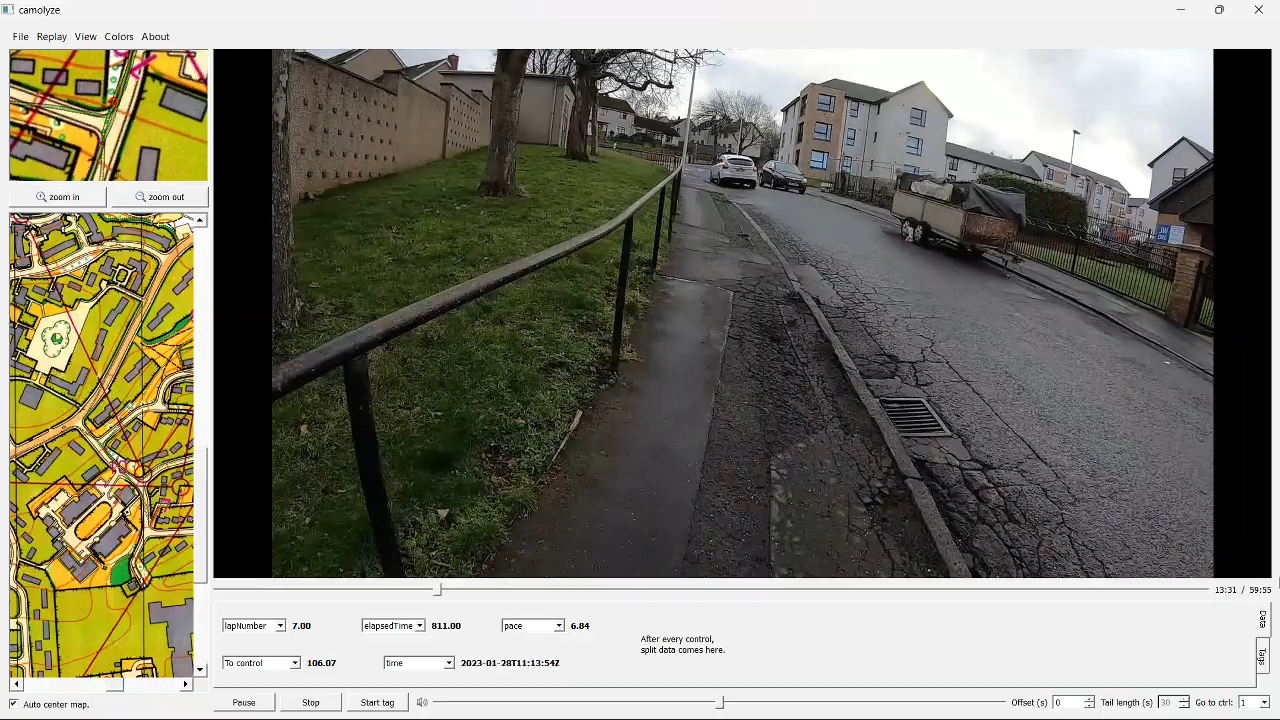 camolyze
File Replay View Colors About
zoom in zoom out
JW
13:31 / 59:55
lapNumber 7.00 elapsedTime 811.00 pace 6.84
After every control,
split data comes here.
To control 106.07 time 2023-01-28T11:13:54Z
Data
Tags
Auto center map.
Pause Stop Start tag Offset (s) 0 Tail length (s) 30 Go to ctrl: 1